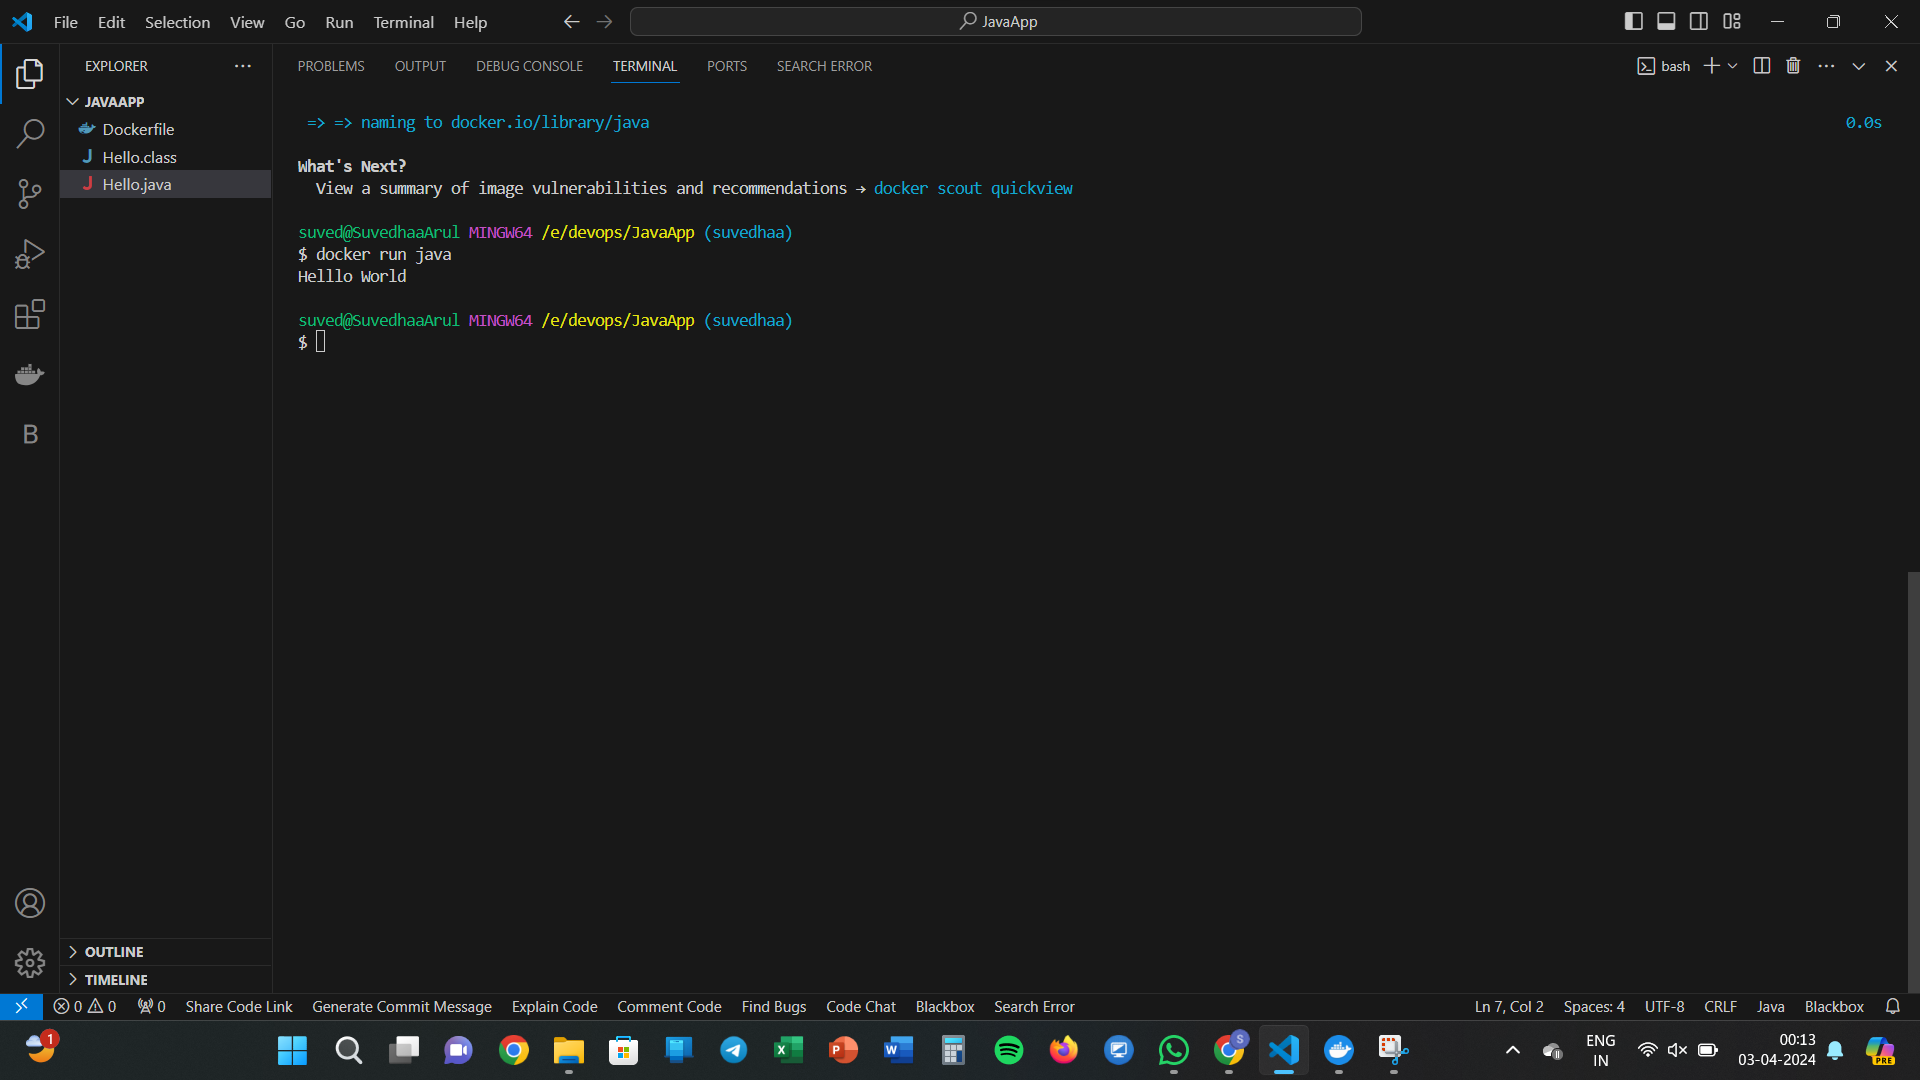 File Edit Selection View Go Run Terminal Help
JavaApp
EXPLORER
JAVAAPP
Dockerfile
J Hello.class
J Hello.java
B
OUTLINE
TIMELINE
PROBLEMS OUTPUT DEBUG CONSOLE TERMINAL PORTS SEARCH ERROR
bash
=> => naming to docker.io/library/java 0.0s
What's Next?
View a summary of image vulnerabilities and recommendations → docker scout quickview
suved@SuvedhaaArul MINGW64 /e/devops/JavaApp (suvedhaa)
$ docker run java
Helllo World
suved@SuvedhaaArul MINGW64 /e/devops/JavaApp (suvedhaa)
$
0 0 0 Share Code Link Generate Commit Message Explain Code Comment Code Find Bugs Code Chat Blackbox Search Error
Ln 7, Col 2 Spaces: 4 UTF-8 CRLF Java Blackbox
1
S
ENG
IN
00:13
03-04-2024
PRE